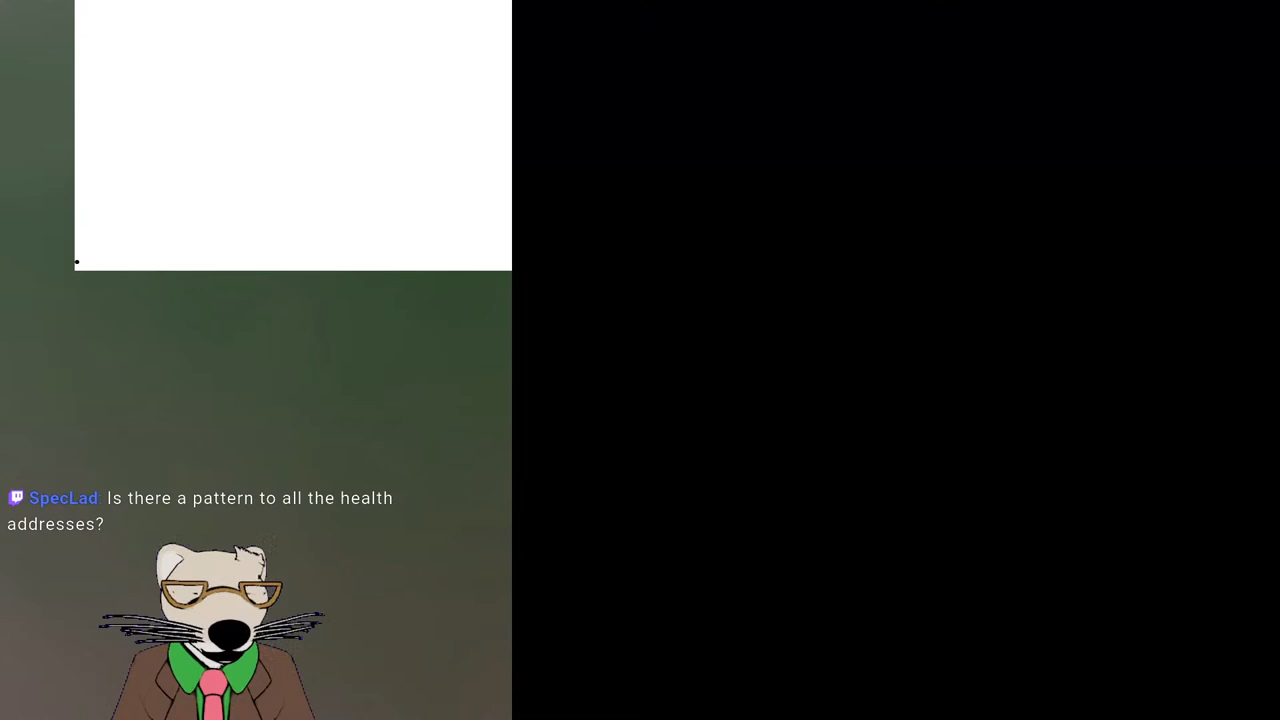 SpecLad: Is there a pattern to all the health
addresses?